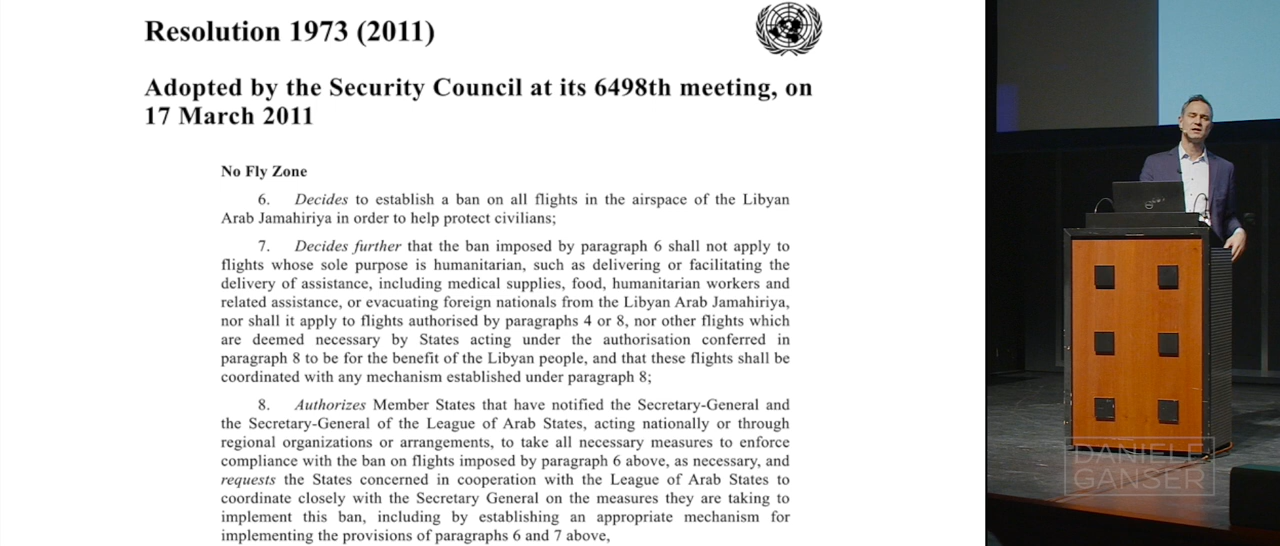 Resolution 1973 (2011)
Adopted by the Security Council at its 6498th meeting, on
17 March 2011
No Fly Zone
6. Decides to establish a ban on all flights in the airspace of the Libyan
Arab Jamahiriya in order to help protect civilians;
7. Decides further that the ban imposed by paragraph 6 shall not apply to
flights whose sole purpose is humanitarian, such as delivering or facilitating the
delivery of assistance, including medical supplies, food, humanitarian workers and
related assistance, or evacuating foreign nationals from the Libyan Arab Jamahiriya,
nor shall it apply to flights authorised by paragraphs 4 or 8, nor other flights which
are deemed necessary by States acting under the authorisation conferred in
paragraph 8 to be for the benefit of the Libyan people, and that these flights shall be
coordinated with any mechanism established under paragraph 8;
8. Authorizes Member States that have notified the Secretary-General and
the Secretary-General of the League of Arab States, acting nationally or through
regional organizations or arrangements, to take all necessary measures to enforce
compliance with the ban on flights imposed by paragraph 6 above, as necessary, and
requests the States concerned in cooperation with the League of Arab States to
coordinate closely with the Secretary General on the measures they are taking to
implement this ban, including by establishing an appropriate mechanism for
implementing the provisions of paragraphs 6 and 7 above,
DANIELE
GANSER